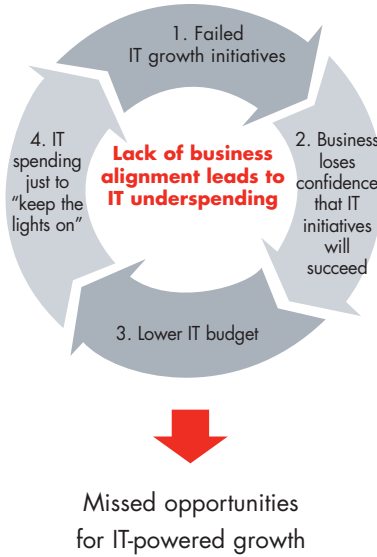 1. Failed
IT growth initiatives
2. Business
loses
confidence
that IT
initiatives
will
succeed
3. Lower IT budget
4. IT
spending
just to
“keep the
lights on”
Lack of business
alignment leads to
IT underspending
Missed opportunities
for IT-powered growth